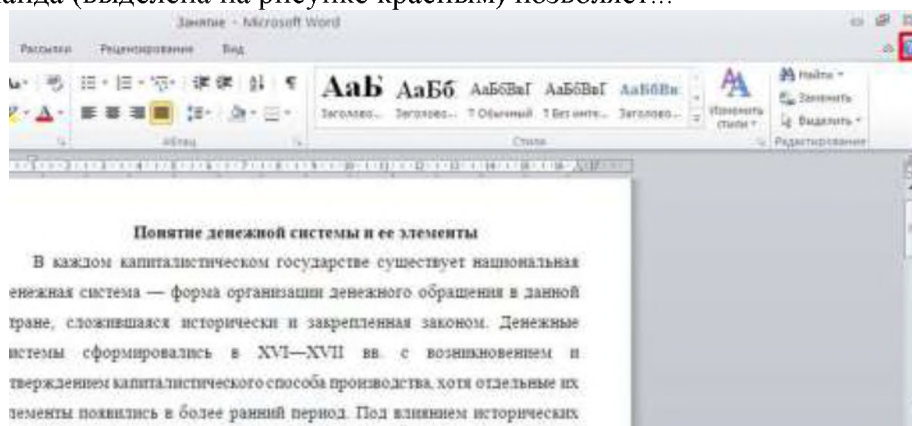 анда (выделена на рисунке красным) позволяет...
Занятие - Microsoft Word
Рассылки Рецензирование Вид
АаБ АаБб АаБбВвГ АаБбВвГ АаБбВв
Заголово... Заголово... ¶ Обычный ¶ Без инте... Заголово...
Изменить стили
Найти
Заменить
Выделить
Абзац Стили Редактирование
Понятие денежной системы и ее элементы
В каждом капиталистическом государстве существует национальная
енежная система — форма организации денежного обращения в данной
тране, сложившаяся исторически и закрепленная законом. Денежные
истемы сформировались в XVI—XVII вв. с возникновением и
тверждением капиталистического способа производства, хотя отдельные их
лементы появились в более ранний период. Под влиянием исторических